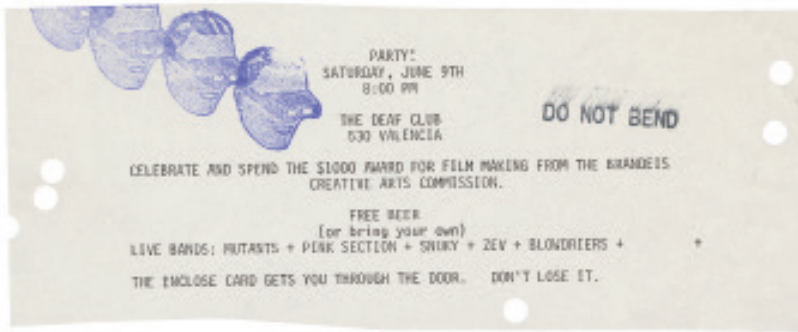 PARTY!
SATURDAY, JUNE 9TH
8:00 PM
THE DEAF CLUB
530 VALENCIA
DO NOT BEND
CELEBRATE AND SPEND THE $1000 AWARD FOR FILM MAKING FROM THE BRANDEIS
CREATIVE ARTS COMMISSION.
FREE BEER
(or bring your own)
LIVE BANDS: MUTANTS + PINK SECTION + SNUKY + ZEV + BLOWDRIERS + +
THE ENCLOSE CARD GETS YOU THROUGH THE DOOR. DON'T LOSE IT.